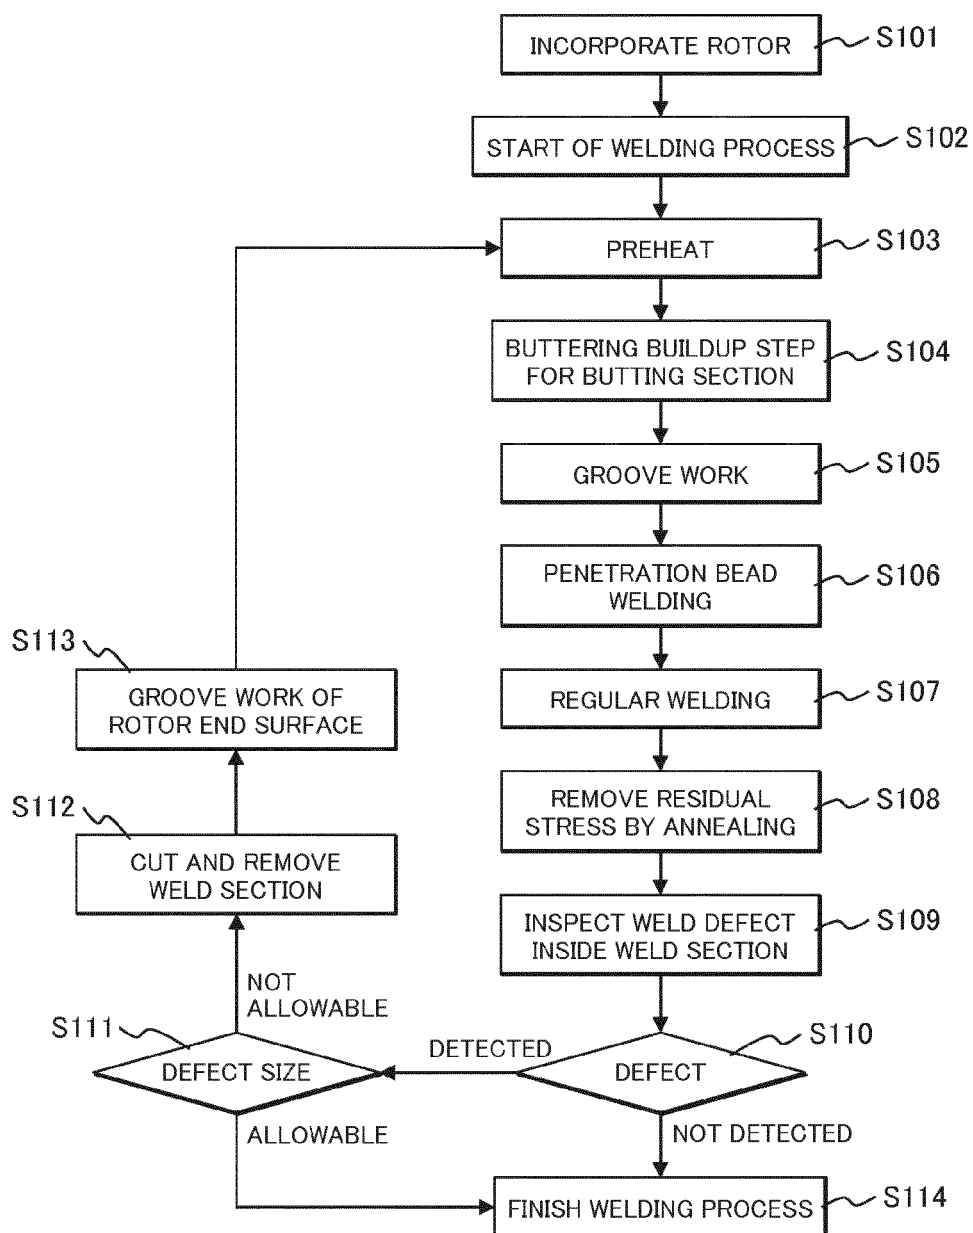 INCORPORATE ROTOR
S101
START OF WELDING PROCESS
S102
PREHEAT
S103
BUTTERING BUILDUP STEP
FOR BUTTING SECTION
S104
GROOVE WORK
S105
PENETRATION BEAD
WELDING
S106
S113
GROOVE WORK OF
ROTOR END SURFACE
REGULAR WELDING
S107
S112
CUT AND REMOVE
WELD SECTION
REMOVE RESIDUAL
STRESS BY ANNEALING
S108
INSPECT WELD DEFECT
INSIDE WELD SECTION
S109
NOT
ALLOWABLE
S111
DEFECT SIZE
DETECTED
DEFECT
S110
ALLOWABLE
NOT DETECTED
FINISH WELDING PROCESS
S114